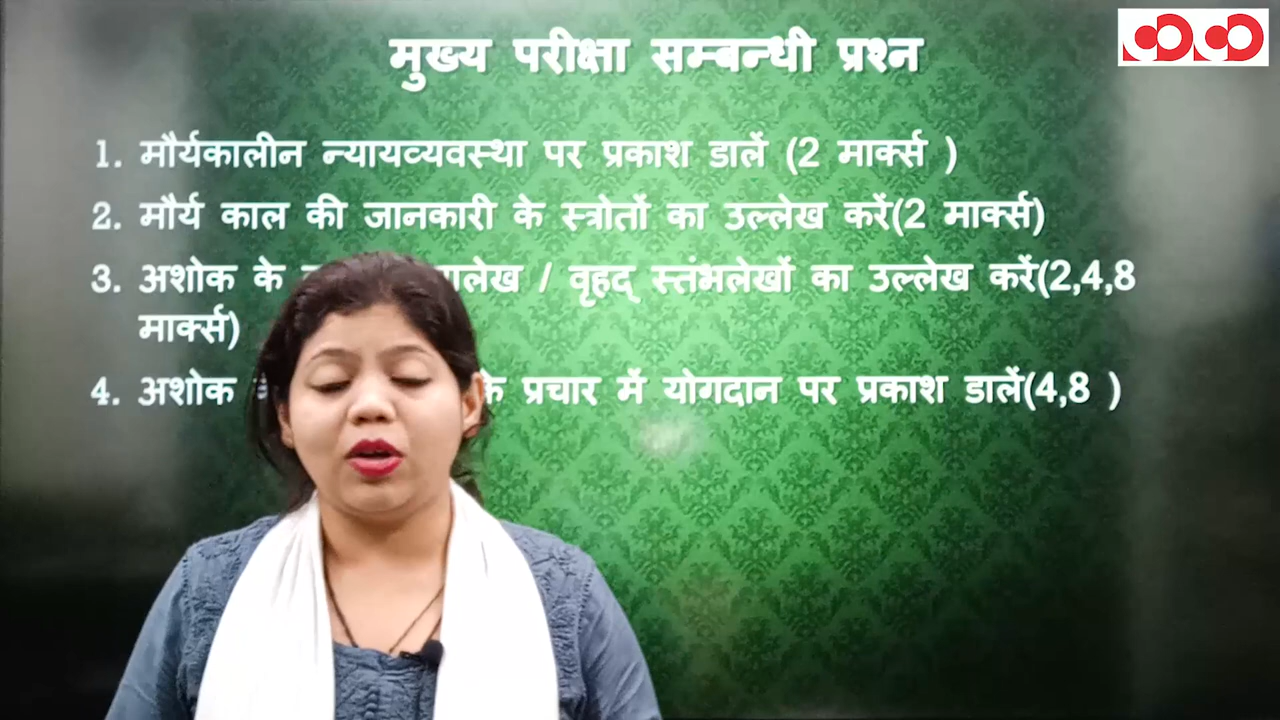 मुख्य परीक्षा सम्बन्धी प्रश्न
1. मौर्यकालीन न्यायव्यवस्था पर प्रकाश डालें (2 मार्क्स )
2. मौर्य काल की जानकारी के स्त्रोतों का उल्लेख करें(2 मार्क्स)
3. अशोक के / वृहद् स्तंभलेखों का उल्लेख करें(2,4,8
मार्क्स)
4. अशोक के प्रचार में योगदान पर प्रकाश डालें(4,8 )